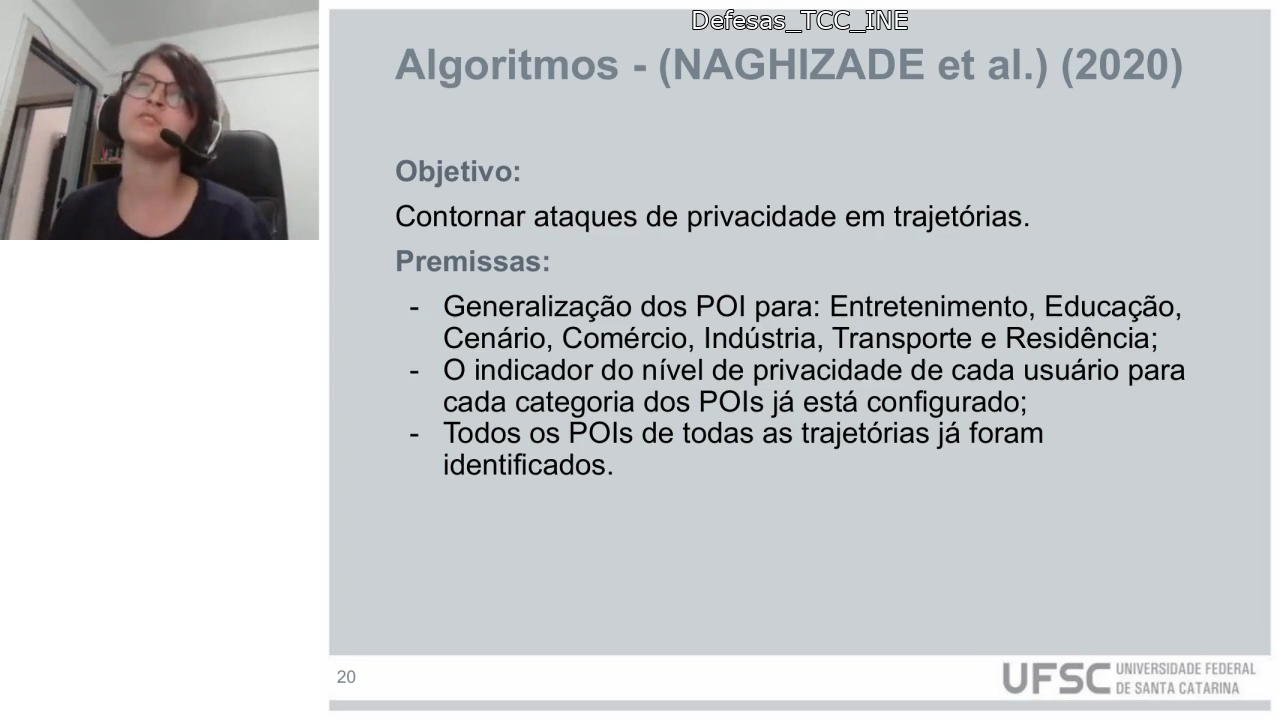 Defesas_TCC_INE
Algoritmos - (NAGHIZADE et al.) (2020)
Objetivo:
Contornar ataques de privacidade em trajetórias.
Premissas:
- Generalização dos POI para: Entretenimento, Educação,
Cenário, Comércio, Indústria, Transporte e Residência;
- O indicador do nível de privacidade de cada usuário para
cada categoria dos POIs já está configurado;
- Todos os POIs de todas as trajetórias já foram
identificados.
20
UFSC UNIVERSIDADE FEDERAL
DE SANTA CATARINA